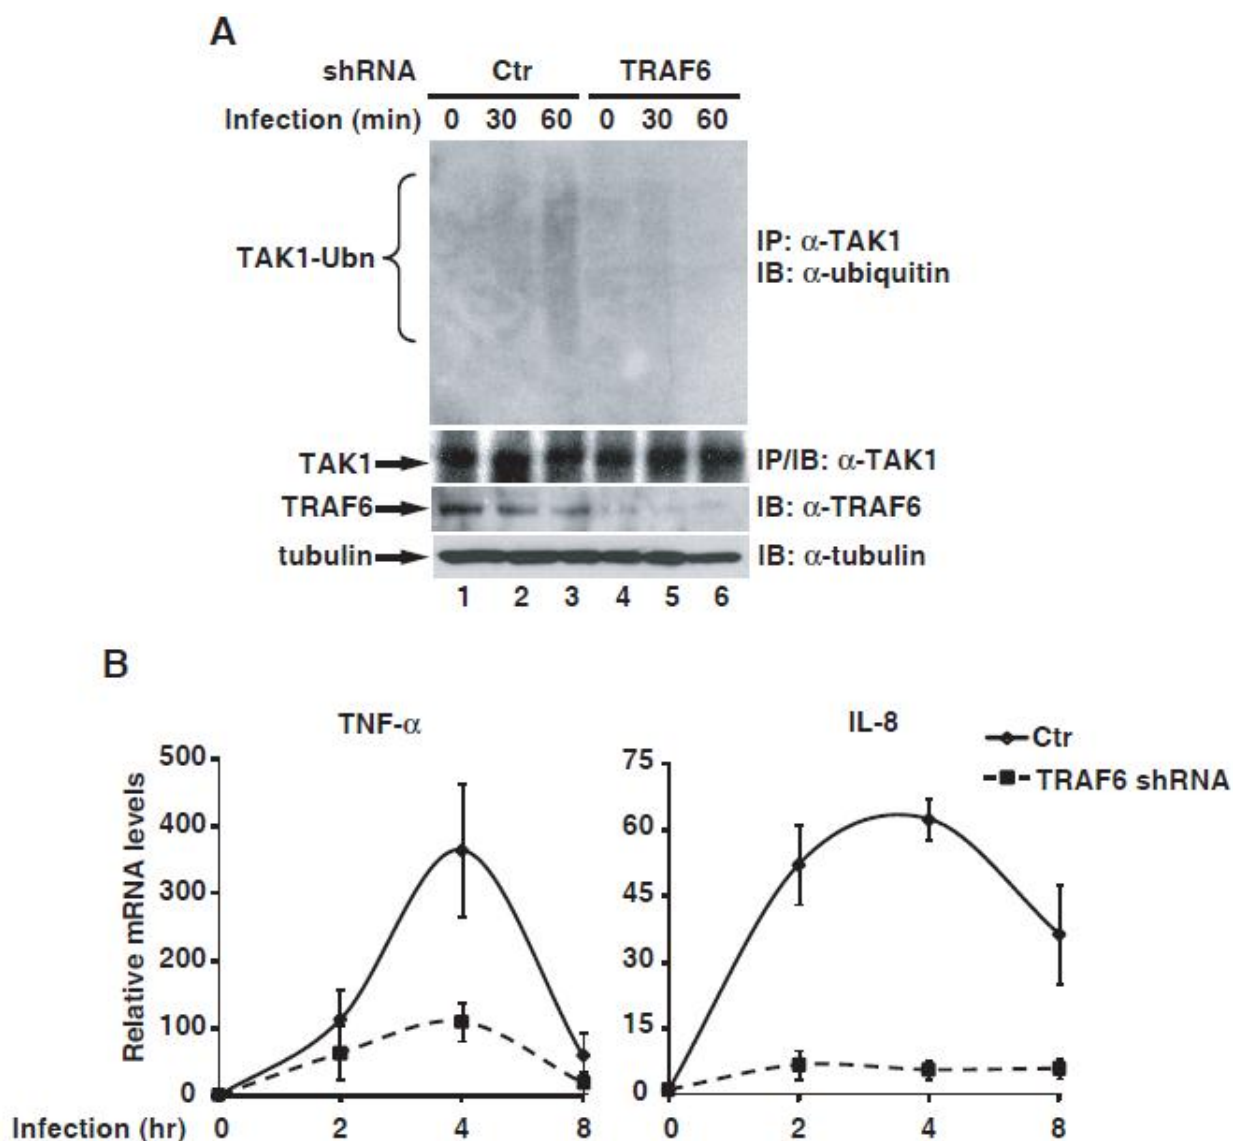 A
shRNA Ctr TRAF6
Infection (min) 0 30 60 0 30 60
TAK1-Ubn
IP: α-TAK1
IB: α-ubiquitin
TAK1 IP/IB: α-TAK1
TRAF6 IB: α-TRAF6
tubulin IB: α-tubulin
1 2 3 4 5 6
B
TNF-α IL-8
Ctr
TRAF6 shRNA
Relative mRNA levels
500
400
300
200
100
0
75
60
45
30
15
0
Infection (hr) 0 2 4 8 0 2 4 8